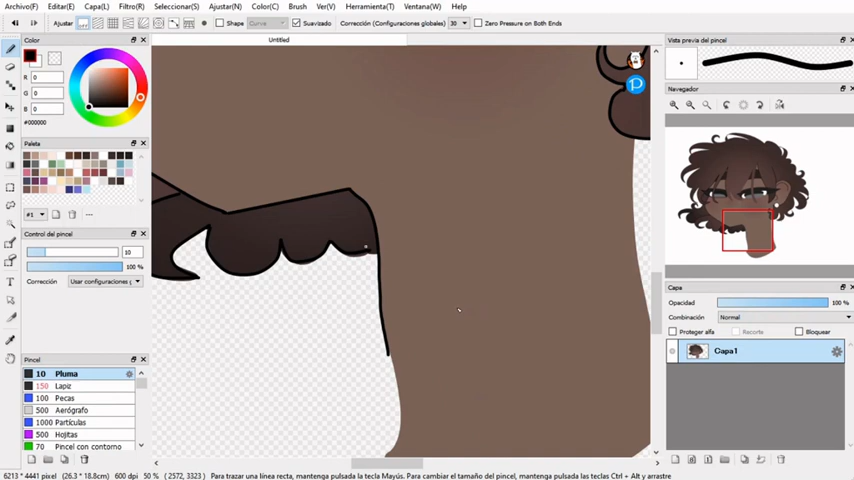 Archivo(F) Editar(E) Capa(L) Filtro(R) Seleccionar(S) Ajustar(N) Color(C) Brush Ver(V) Herramienta(T) Ventana(W) Help
Ajustar Shape Curve Suavizado Corrección (Configuraciones globales) 30 Zero Pressure on Both Ends
Untitled
Color
R 0
G 0
B 0
#000000
Paleta
#1
Control del pincel
10
100 %
Corrección Usar configuraciones g
Pincel
10 Pluma
150 Lapiz
100 Pecas
500 Aerógrafo
1000 Partículas
500 Hojitas
70 Pincel con contorno
Vista previa del pincel
Navegador
Capa
Opacidad 100 %
Combinación Normal
Proteger alfa Recorte Bloquear
Capa1
6213 * 4441 pixel (26.3 * 18.8cm) 600 dpi 50 % ( 2572, 3323 ) Para trazar una línea recta, mantenga pulsada la tecla Mayús. Para cambiar el tamaño del pincel, mantenga pulsadas las teclas Ctrl + Alt y arrastre